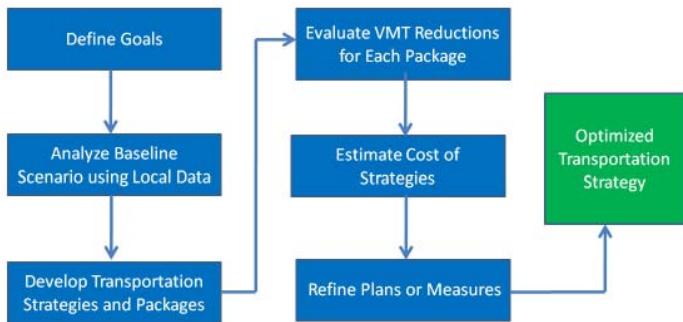 Define Goals
Analyze Baseline
Scenario using Local Data
Develop Transportation
Strategies and Packages
Evaluate VMT Reductions
for Each Package
Estimate Cost of
Strategies
Refine Plans or Measures
Optimized
Transportation
Strategy